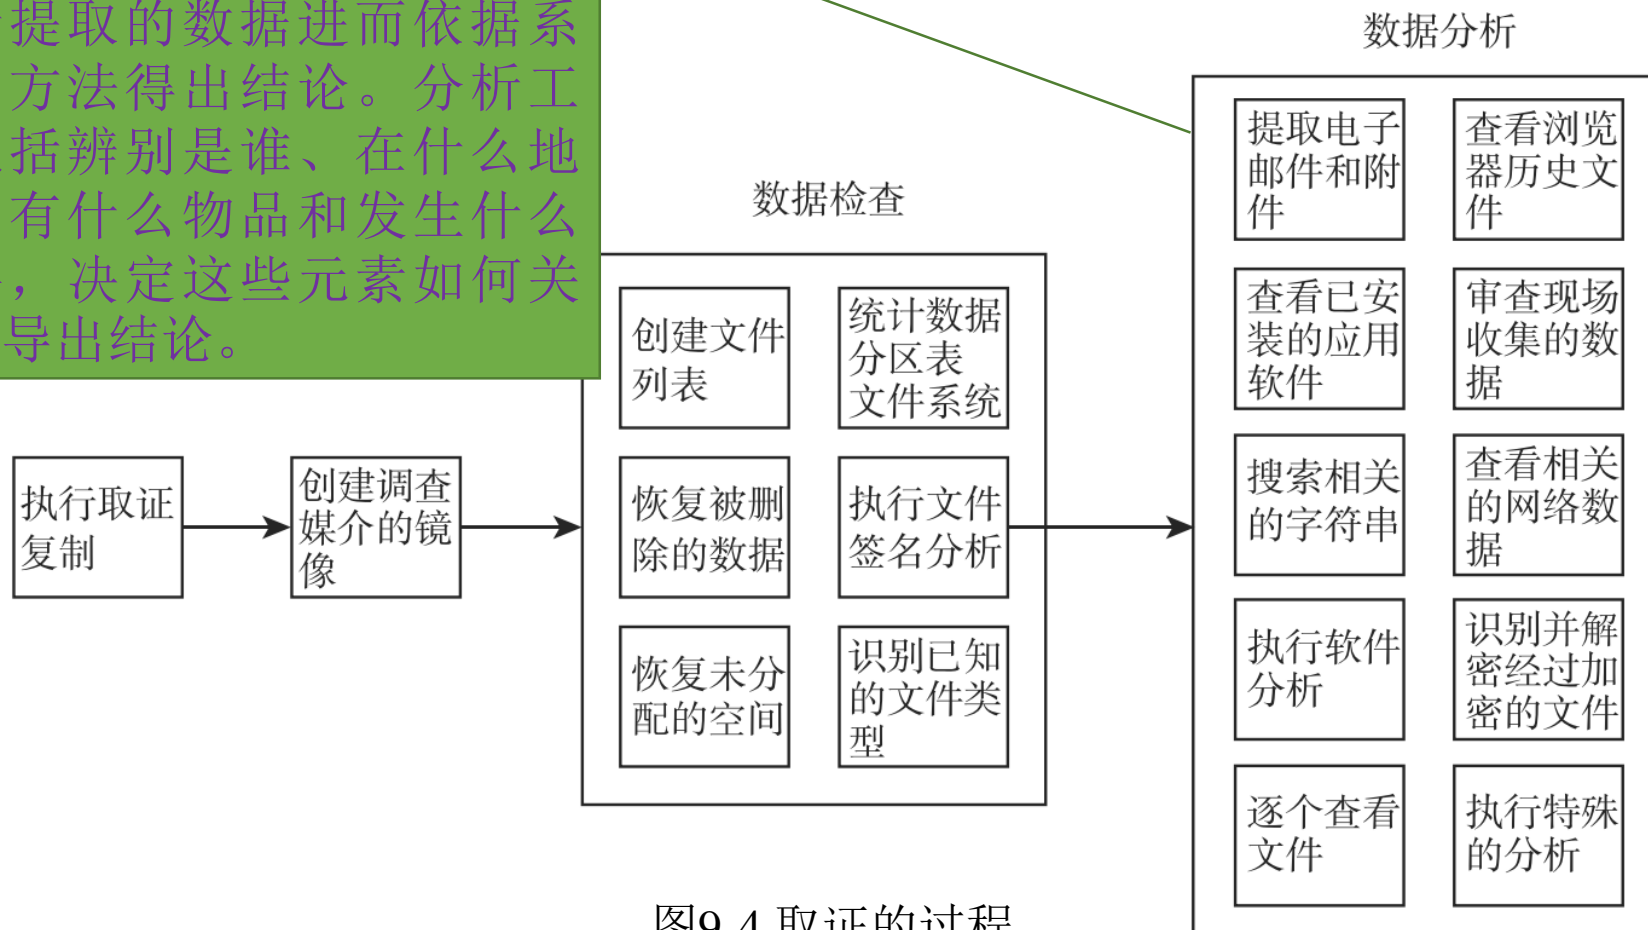 提取的数据进而依据系
方法得出结论。分析工
括辨别是谁、在什么地
有什么物品和发生什么
，决定这些元素如何关
导出结论。
执行取证
复制
创建调查
媒介的镜
像
数据检查
创建文件
列表
统计数据
分区表
文件系统
恢复被删
除的数据
执行文件
签名分析
恢复未分
配的空间
识别已知
的文件类
型
数据分析
提取电子
邮件和附
件
查看浏览
器历史文
件
查看已安
装的应用
软件
审查现场
收集的数
据
搜索相关
的字符串
查看相关
的网络数
据
执行软件
分析
识别并解
密经过加
密的文件
逐个查看
文件
执行特殊
的分析
图9.4 取证的过程